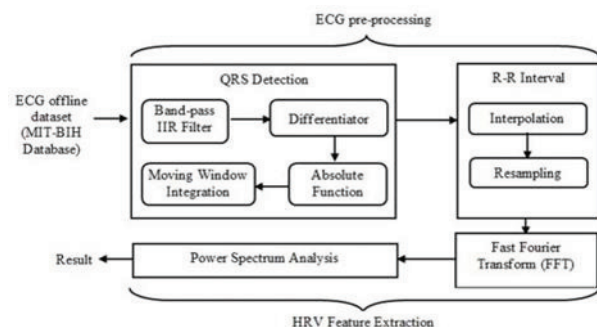 ECG pre-processing
QRS Detection
R-R Interval
ECG offline
dataset
(MIT-BIH
Database)
Band-pass
IIR Filter
Differentiator
Interpolation
Moving Window
Integration
Absolute
Function
Resampling
Result
Power Spectrum Analysis
Fast Fourier
Transform (FFT)
HRV Feature Extraction